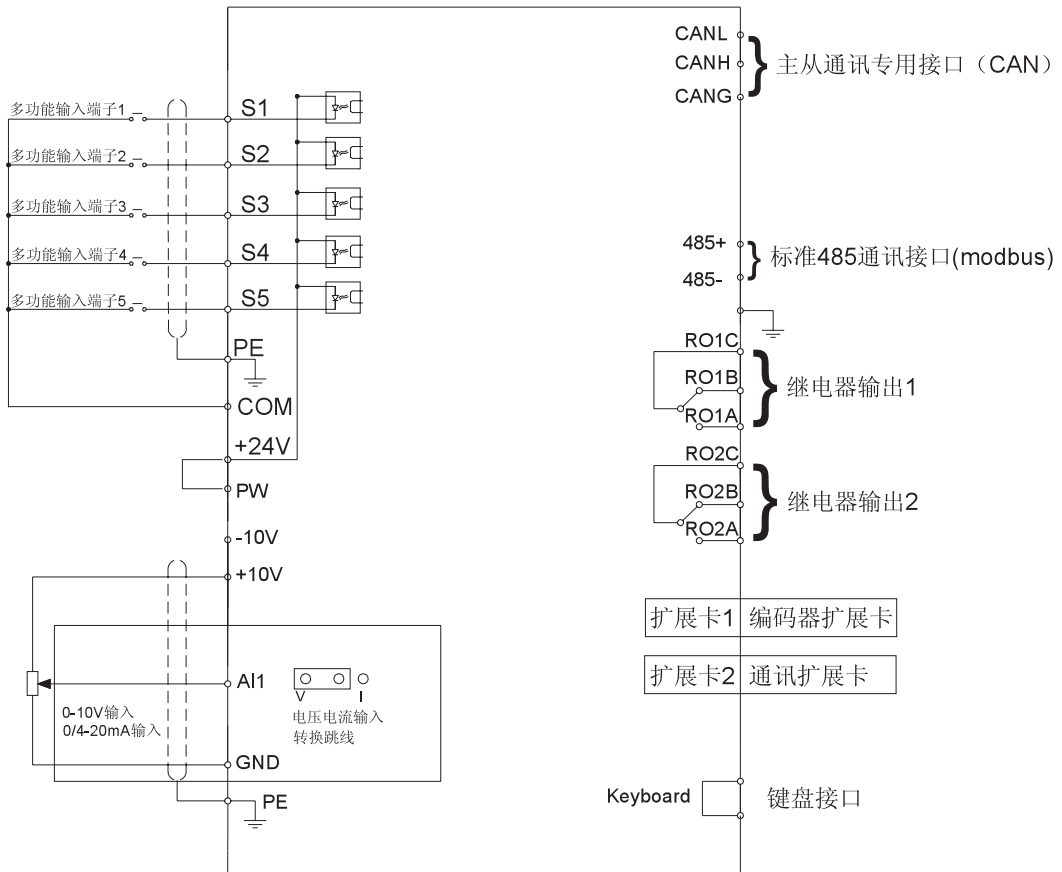 CANL
CANH
CANG
主从通讯专用接口（CAN）
多功能输入端子1
S1
多功能输入端子2
S2
多功能输入端子3
S3
多功能输入端子4
S4
多功能输入端子5
S5
PE
COM
+24V
PW
-10V
+10V
AI1
V
I
电压电流输入
转换跳线
0-10V输入
0/4-20mA输入
GND
PE
485+
485-
标准485通讯接口(modbus)
RO1C
RO1B
RO1A
继电器输出1
RO2C
RO2B
RO2A
继电器输出2
扩展卡1 编码器扩展卡
扩展卡2 通讯扩展卡
Keyboard
键盘接口